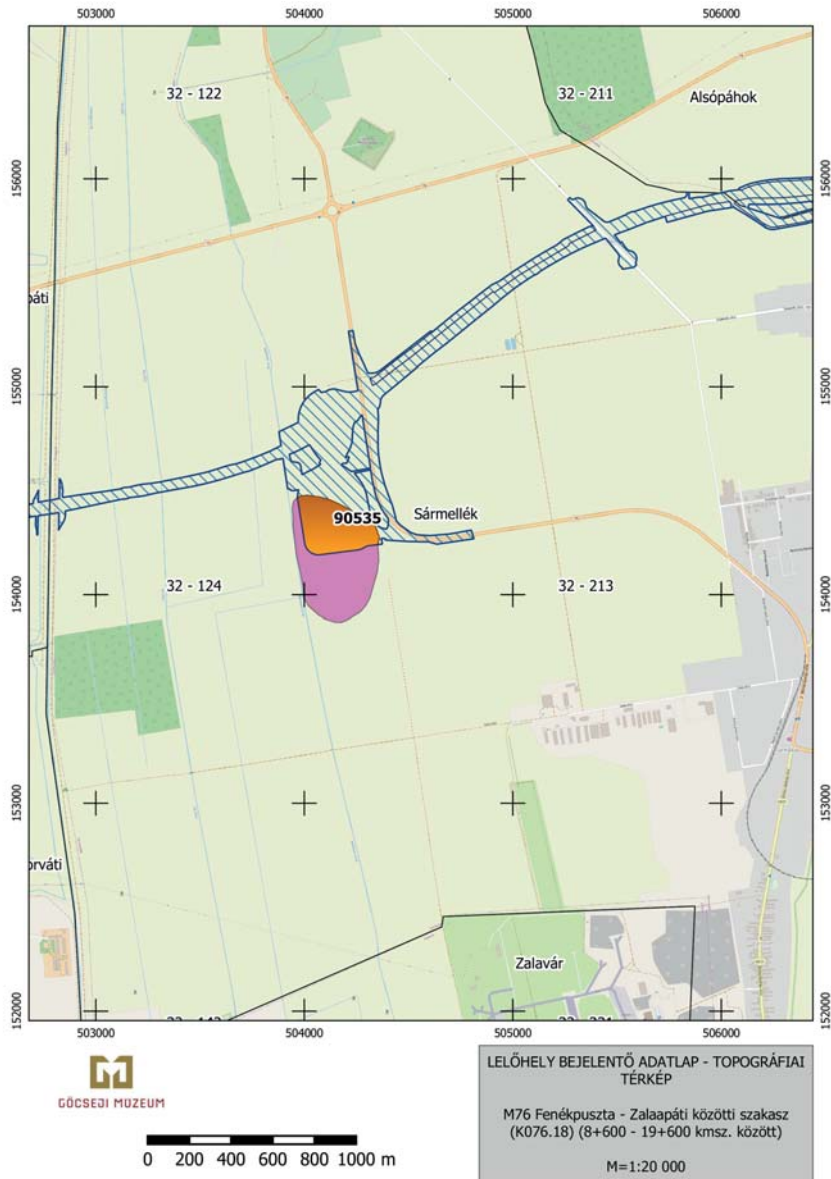 503000
504000
505000
506000
156000
155000
154000
153000
152000
156000
155000
154000
153000
152000
32 - 122
32 - 211
Alsópáhok
páti
90535
Sármellék
32 - 124
32 - 213
orváti
Zalavár
503000
504000
505000
506000
GÖCSEJI MÚZEUM
0 200 400 600 800 1000 m
LELŐHELY BEJELENTŐ ADATLAP - TOPOGRÁFIAI
TÉRKÉP
M76 Fenékpuszta - Zalaapáti közötti szakasz
(K076.18) (8+600 - 19+600 kmsz. között)
M=1:20 000